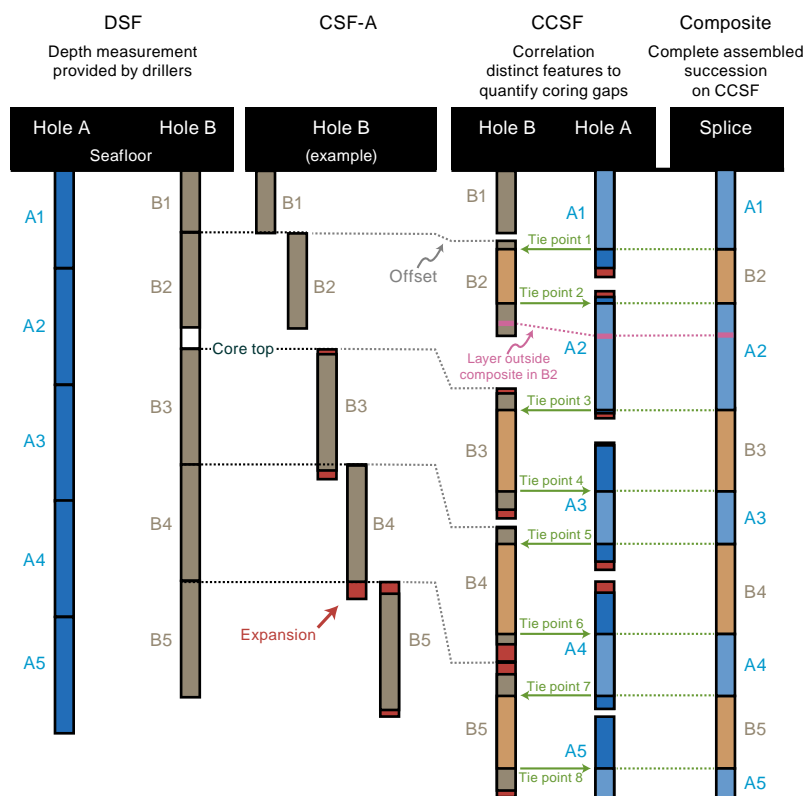 DSF
Depth measurement
provided by drillers
CSF-A
CCSF
Correlation
distinct features to
quantify coring gaps
Composite
Complete assembled
succession
on CCSF
Hole A
Hole B
Seafloor
Hole B
(example)
Hole B
Hole A
Splice
A1
A2
A3
A4
A5
B1
B2
Core top
B3
B4
B5
B1
B2
B3
B4
B5
Offset
Expansion
B1
B2
B3
B4
B5
Tie point 1
Tie point 2
Layer outside
composite in B2
Tie point 3
Tie point 4
Tie point 5
Tie point 6
Tie point 7
Tie point 8
A1
A2
A3
A4
A5
A1
B2
A2
B3
A3
B4
A4
B5
A5